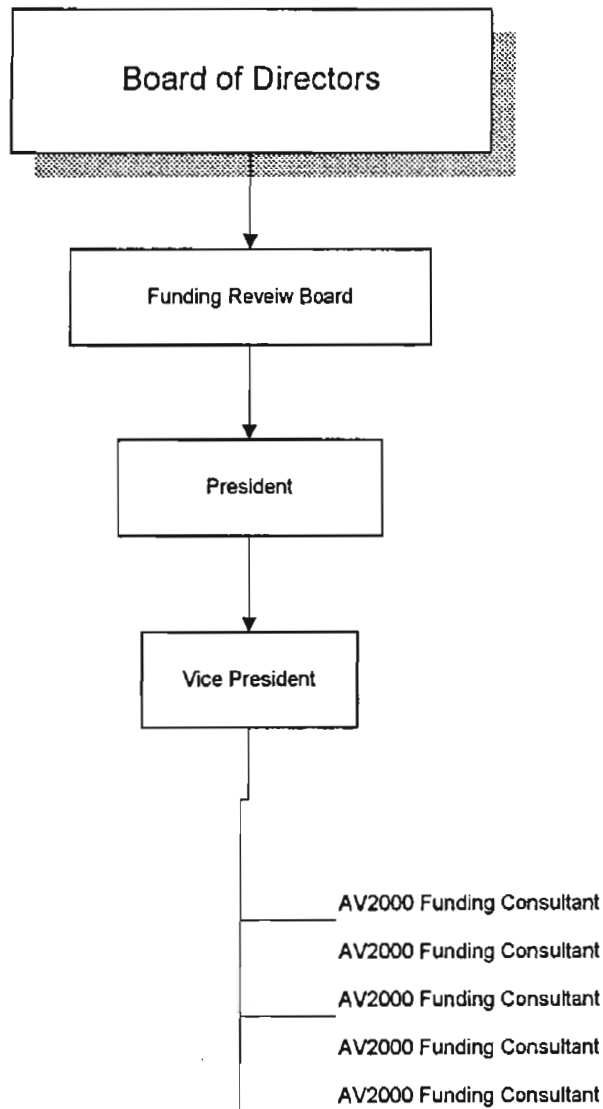 Board of Directors
Funding Reveiw Board
President
Vice President
AV2000 Funding Consultant
AV2000 Funding Consultant
AV2000 Funding Consultant
AV2000 Funding Consultant
AV2000 Funding Consultant